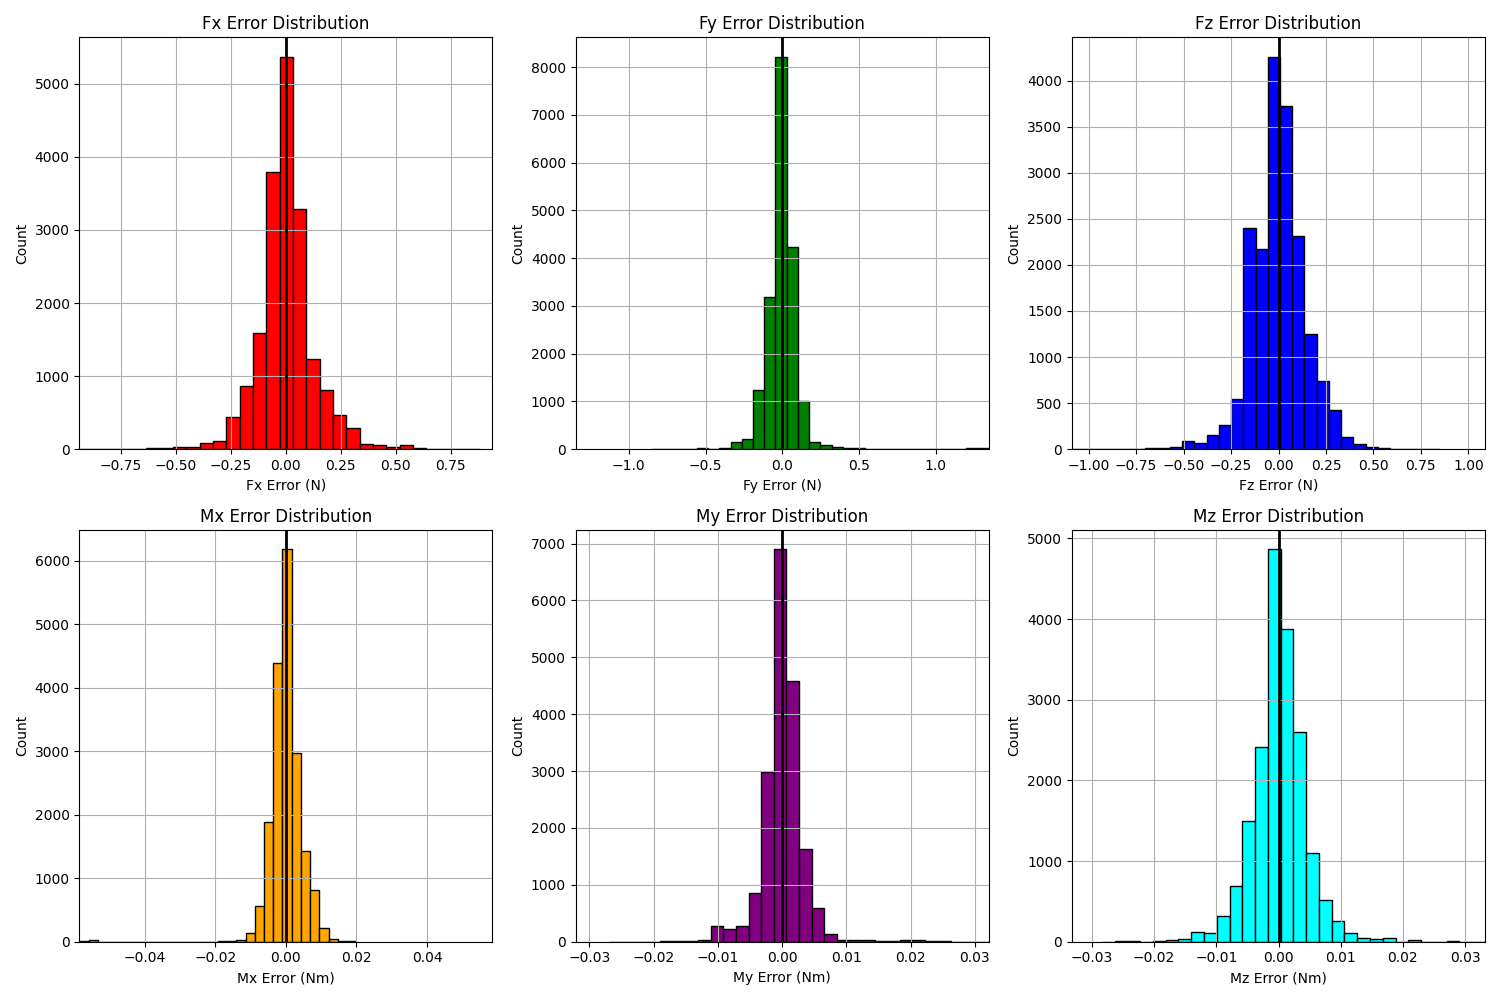 Fx Error Distribution
Fy Error Distribution
Fz Error Distribution
Count
5000
4000
3000
2000
1000
0
−0.75 −0.50 −0.25 0.00 0.25 0.50 0.75
Fx Error (N)
Count
8000
7000
6000
5000
4000
3000
2000
1000
0
−1.0 −0.5 0.0 0.5 1.0
Fy Error (N)
Count
4000
3500
3000
2500
2000
1500
1000
500
0
−1.00 −0.75 −0.50 −0.25 0.00 0.25 0.50 0.75 1.00
Fz Error (N)
Mx Error Distribution
My Error Distribution
Mz Error Distribution
Count
6000
5000
4000
3000
2000
1000
0
−0.04 −0.02 0.00 0.02 0.04
Mx Error (Nm)
Count
7000
6000
5000
4000
3000
2000
1000
0
−0.03 −0.02 −0.01 0.00 0.01 0.02 0.03
My Error (Nm)
Count
5000
4000
3000
2000
1000
0
−0.03 −0.02 −0.01 0.00 0.01 0.02 0.03
Mz Error (Nm)